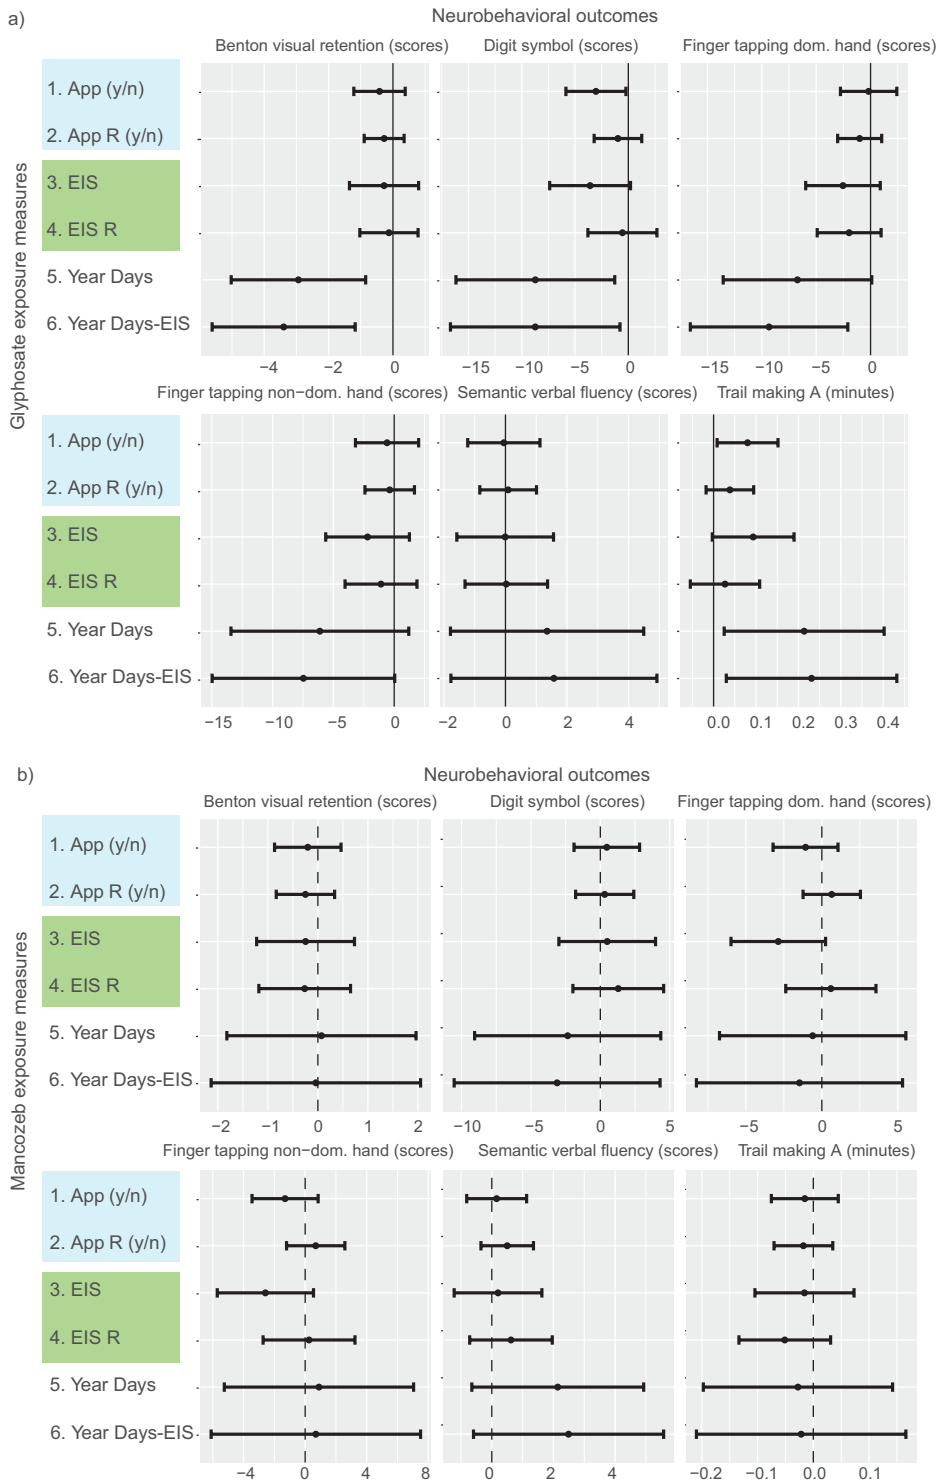 a)
Neurobehavioral outcomes
Benton visual retention (scores) Digit symbol (scores) Finger tapping dom. hand (scores)
Glyphosate exposure measures
1. App (y/n)
2. App R (y/n)
3. EIS
4. EIS R
5. Year Days
6. Year Days-EIS
−4 −2 0 −15 −10 −5 0 −15 −10 −5 0
Finger tapping non-dom. hand (scores) Semantic verbal fluency (scores) Trail making A (minutes)
1. App (y/n)
2. App R (y/n)
3. EIS
4. EIS R
5. Year Days
6. Year Days-EIS
−15 −10 −5 0 −2 0 2 4 0.0 0.1 0.2 0.3 0.4
b)
Neurobehavioral outcomes
Benton visual retention (scores) Digit symbol (scores) Finger tapping dom. hand (scores)
Mancozeb exposure measures
1. App (y/n)
2. App R (y/n)
3. EIS
4. EIS R
5. Year Days
6. Year Days-EIS
−2 −1 0 1 2 −10 −5 0 5 −5 0 5
Finger tapping non-dom. hand (scores) Semantic verbal fluency (scores) Trail making A (minutes)
1. App (y/n)
2. App R (y/n)
3. EIS
4. EIS R
5. Year Days
6. Year Days-EIS
−4 0 4 8 0 2 4 −0.2 −0.1 0.0 0.1